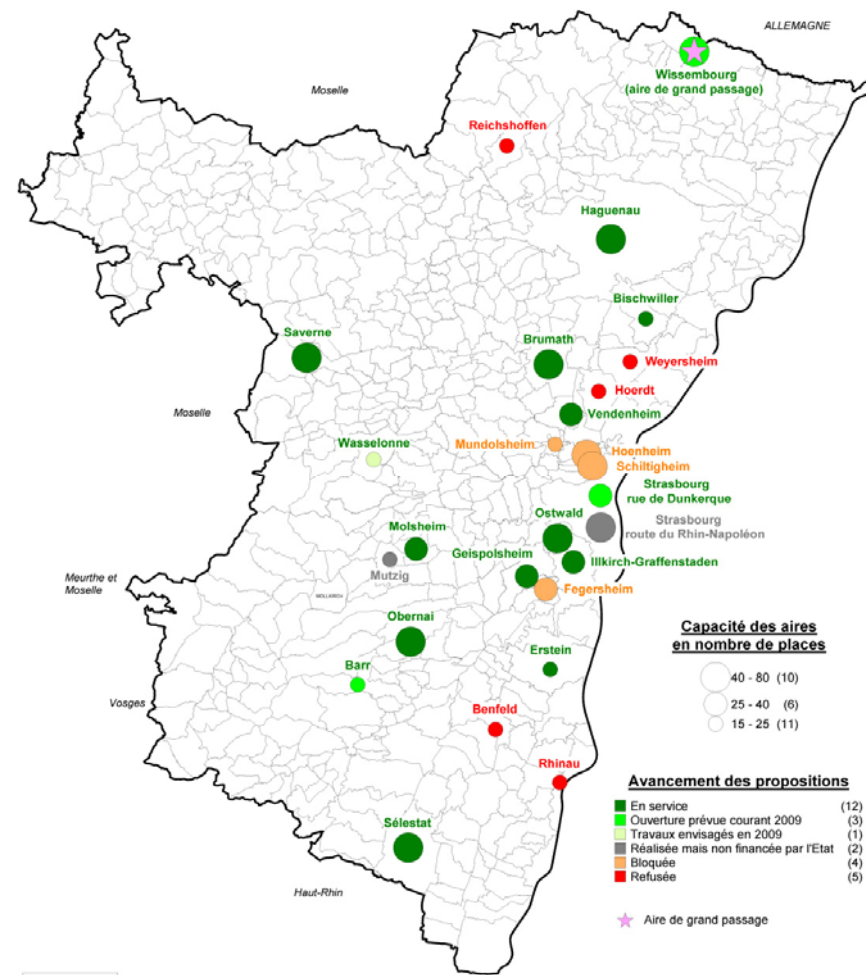 ALLEMAGNE
Wissembourg
(aire de grand passage)
Moselle
Reichshoffen
Haguenau
Bischwiller
Saverne
Brumath
Weyersheim
Hoerdt
Moselle
Vendenheim
Mundolsheim
Hoenheim
Schiltigheim
Wasselonne
Strasbourg
rue de Dunkerque
Ostwald
Strasbourg
route du Rhin-Napoléon
Molsheim
Geispolsheim
Illkirch-Graffenstaden
Mutzig
Meurthe et
Moselle
Fegersheim
Obernai
Erstein
Barr
Vosges
Benfeld
Rhinau
Sélestat
Haut-Rhin
Capacité des aires
en nombre de places
40 - 80 (10)
25 - 40 (6)
15 - 25 (11)
Avancement des propositions
En service (12)
Ouverture prévue courant 2009 (3)
Travaux envisagés en 2009 (1)
Réalisée mais non financée par l'Etat (2)
Bloquée (4)
Refusée (5)
Aire de grand passage